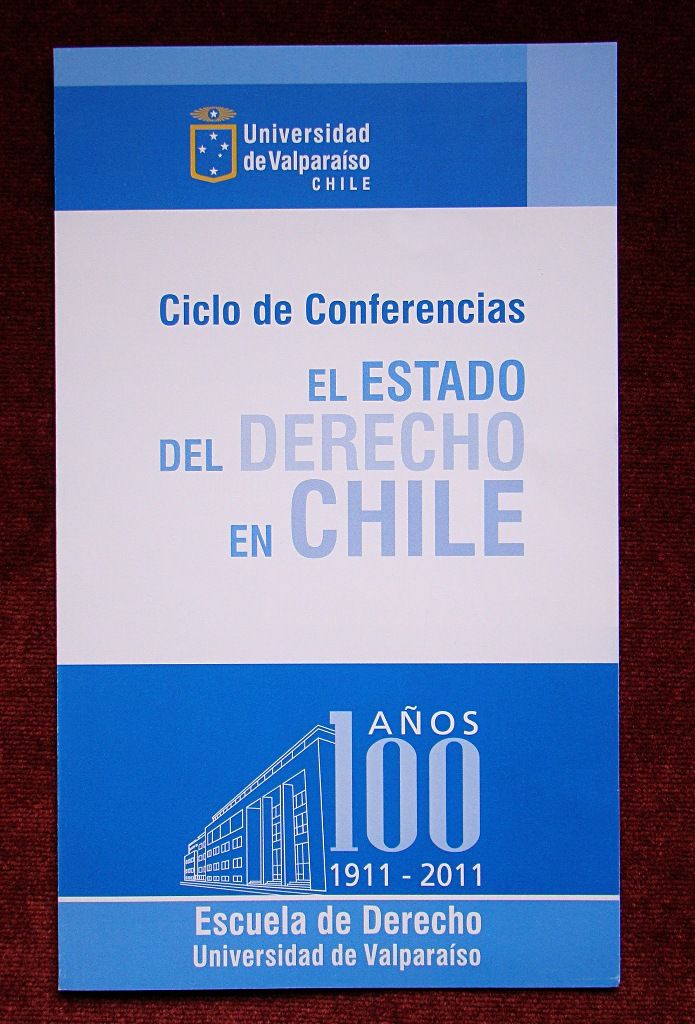 Universidad
de Valparaíso
CHILE
Ciclo de Conferencias
EL ESTADO
DEL DERECHO
EN CHILE
AÑOS
100
1911 - 2011
Escuela de Derecho
Universidad de Valparaíso